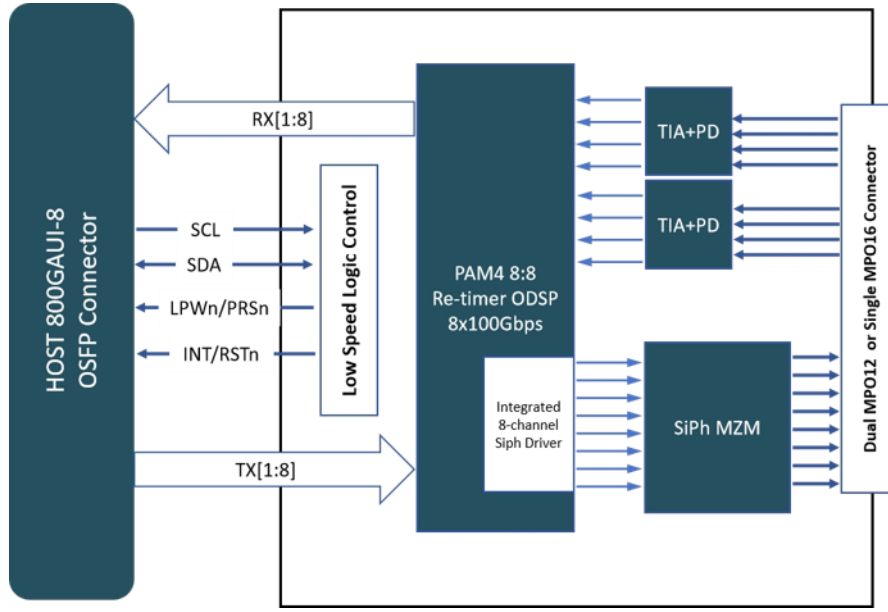 HOST 800GAUI-8
OSFP Connector
RX[1:8]
SCL
SDA
LPWn/PRSn
INT/RSTn
TX[1:8]
Low Speed Logic Control
PAM4 8:8
Re-timer ODSP
8x100Gbps
Integrated
8-channel
Siph Driver
TIA+PD
TIA+PD
SiPh MZM
Dual MPO12 or Single MPO16 Connector